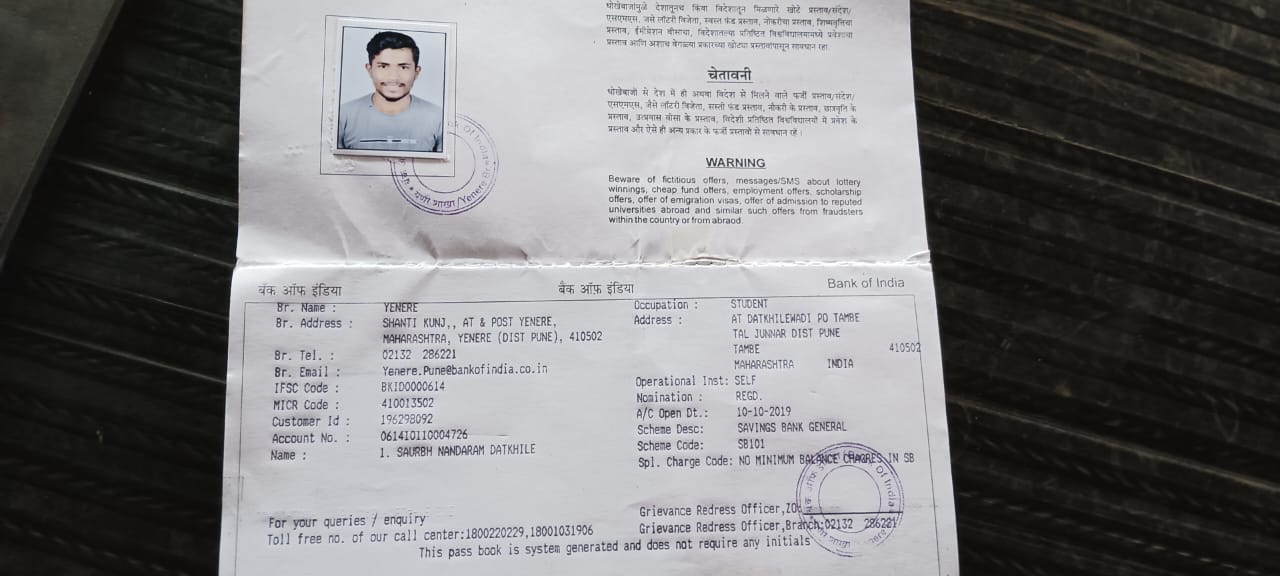 धोखेबाजांमुळे देशातूनच किंवा विदेशातून मिळणारे खोटे प्रस्ताव/संदेश/
एसएमएस, जसे लॉटरी विजेता, स्वस्त फंड प्रस्ताव, नोकरीचा प्रस्ताव, शिष्यवृत्तिचा
प्रस्ताव, ईमीग्रेशन वीसाचा, विदेशातल्या प्रतिष्ठित विश्वविद्यालयामध्ये प्रवेशाचा
प्रस्ताव आणि अशाच वेगळ्या प्रकारच्या खोट्या प्रस्तावांपासून सावधान रहा.
चेतावनी
धोखेबाजों से देश में ही अथवा विदेश से मिलने वाले फर्जी प्रस्ताव/संदेश/
एसएमएस, जैसे लॉटरी विजेता, सस्ती फंड प्रस्ताव, नौकरी के प्रस्ताव, छात्रवृत्ति के
प्रस्ताव, उत्प्रवास वीसा के प्रस्ताव, विदेशी प्रतिष्ठित विश्वविद्यालयों में प्रवेश के
प्रस्ताव और ऐसे ही अन्य प्रकार के फर्जी प्रस्तावों से सावधान रहें।
WARNING
Beware of fictitious offers, messages/SMS about lottery
winnings, cheap fund offers, employment offers, scholarship
offers, offer of emigration visas, offer of admission to reputed
universities abroad and similar such offers from fraudsters
within the country or from abraod.
Of India
येणेरे शाखा/Yenere
बॅंक ऑफ इंडिया बैंक ऑफ़ इंडिया Bank of India
Br. Name : YENERE
Br. Address : SHANTI KUNJ,, AT & POST YENERE,
MAHARASHTRA, YENERE (DIST PUNE), 410502
Br. Tel. : 02132 286221
Br. Email : Yenere.Pune@bankofindia.co.in
IFSC Code : BKID0000614
MICR Code : 410013502
Customer Id : 196298092
Account No. : 061410110004726
Name : 1. SAURBH NANDARAM DATKHILE
Occupation : STUDENT
Address : AT DATKHILEWADI PO TAMBE
TAL JUNNAR DIST PUNE
TAMBE 410502
MAHARASHTRA INDIA
Operational Inst: SELF
Nomination : REGD.
A/C Open Dt.: 10-10-2019
Scheme Desc: SAVINGS BANK GENERAL
Scheme Code: SB101
Spl. Charge Code: NO MINIMUM BALANCE CHAGRES IN SB
For your queries / enquiry
Toll free no. of our call center:1800220229,18001031906
Grievance Redress Officer,ZO:
Grievance Redress Officer,Branch:02132 286221
This pass book is system generated and does not require any initials
Of India